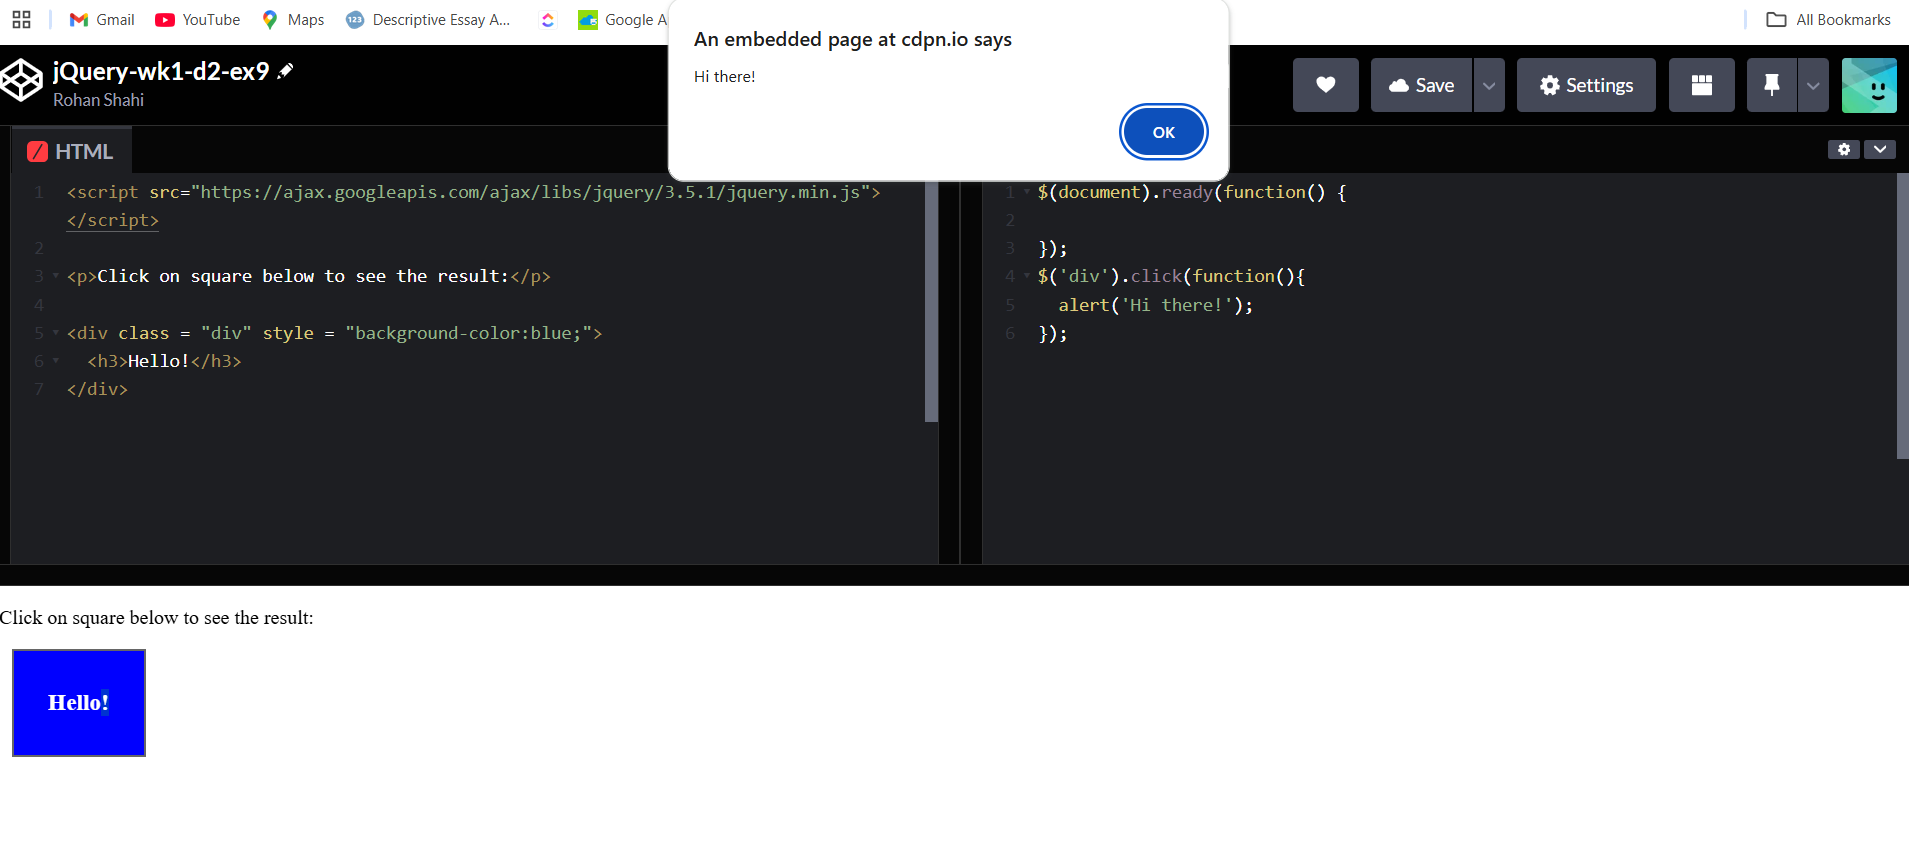 Gmail
YouTube
Maps
123
Descriptive Essay A...
Google A
All Bookmarks
An embedded page at cdpn.io says
Hi there!
OK
jQuery-wk1-d2-ex9
Rohan Shahi
Save
Settings
HTML
1 <script src="https://ajax.googleapis.com/ajax/libs/jquery/3.5.1/jquery.min.js">
</script>
2
3 <p>Click on square below to see the result:</p>
4
5 <div class = "div" style = "background-color:blue;">
6 <h3>Hello!</h3>
7 </div>
1 $(document).ready(function() {
2
3 });
4 $('div').click(function(){
5 alert('Hi there!');
6 });
Click on square below to see the result:
Hello!